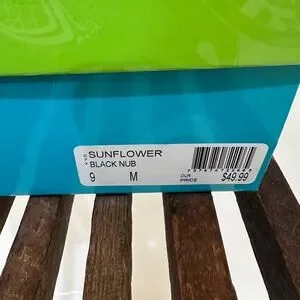 SUNFLOWER
BLACK NUB
9 M
OUR PRICE $49.99